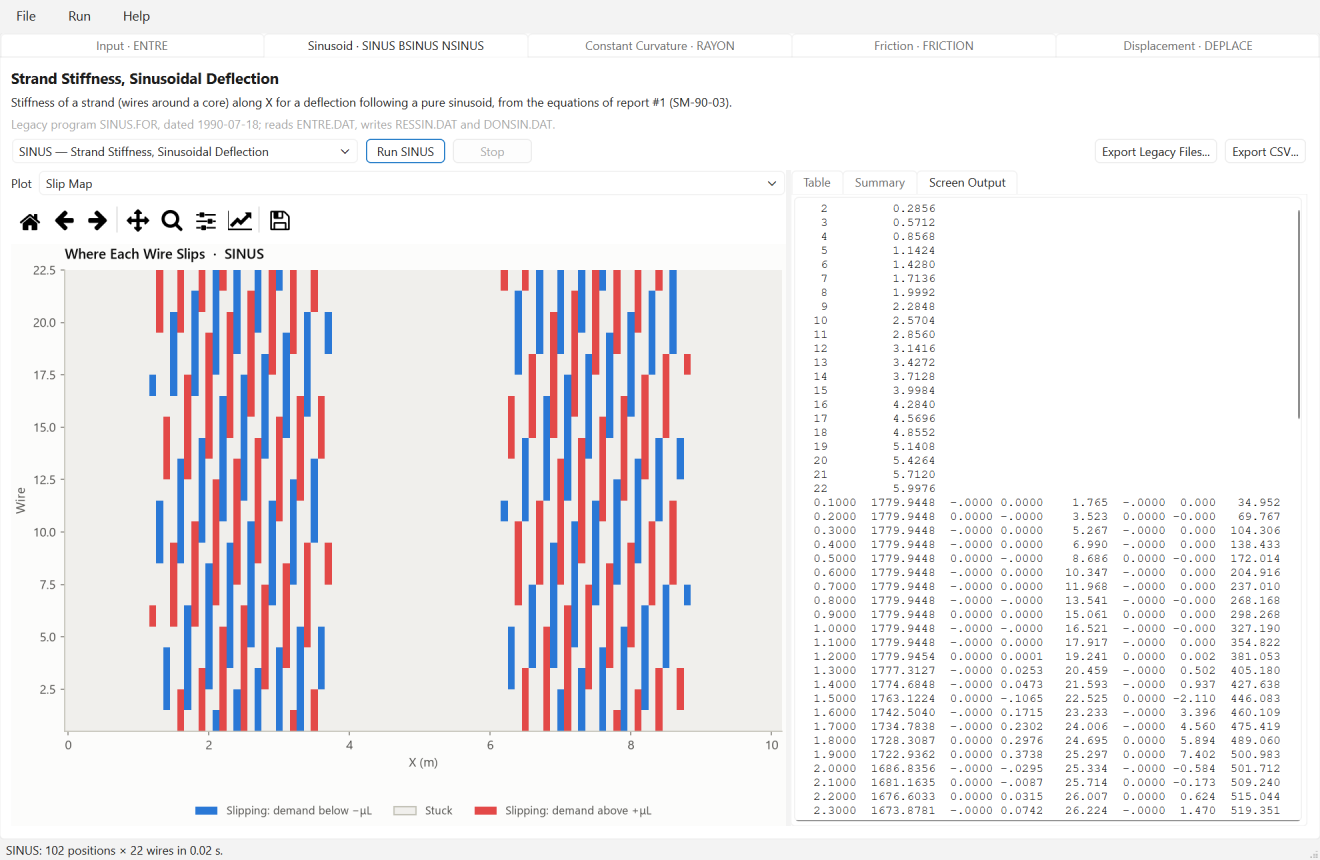 File Run Help
Input · ENTRE
Sinusoid · SINUS BSINUS NSINUS
Constant Curvature · RAYON
Friction · FRICTION
Displacement · DEPLACE
Strand Stiffness, Sinusoidal Deflection
Stiffness of a strand (wires around a core) along X for a deflection following a pure sinusoid, from the equations of report #1 (SM-90-03).
Legacy program SINUS.FOR, dated 1990-07-18; reads ENTRE.DAT, writes RESSIN.DAT and DONSIN.DAT.
SINUS — Strand Stiffness, Sinusoidal Deflection
Run SINUS
Stop
Export Legacy Files...
Export CSV...
Plot Slip Map
Where Each Wire Slips · SINUS
22.5
20.0
17.5
15.0
12.5
10.0
7.5
5.0
2.5
Wire
0 2 4 6 8 10
X (m)
Slipping: demand below −µL
Stuck
Slipping: demand above +µL
Table Summary Screen Output
2 0.2856
3 0.5712
4 0.8568
5 1.1424
6 1.4280
7 1.7136
8 1.9992
9 2.2848
10 2.5704
11 2.8560
12 3.1416
13 3.4272
14 3.7128
15 3.9984
16 4.2840
17 4.5696
18 4.8552
19 5.1408
20 5.4264
21 5.7120
22 5.9976
0.1000 1779.9448 -.0000 0.0000 1.765 -.0000 0.000 34.952
0.2000 1779.9448 0.0000 -.0000 3.523 0.0000 -0.000 69.767
0.3000 1779.9448 -.0000 0.0000 5.267 -.0000 0.000 104.306
0.4000 1779.9448 -.0000 0.0000 6.990 -.0000 0.000 138.433
0.5000 1779.9448 0.0000 -.0000 8.686 0.0000 -0.000 172.014
0.6000 1779.9448 -.0000 0.0000 10.347 -.0000 0.000 204.916
0.7000 1779.9448 -.0000 0.0000 11.968 -.0000 0.000 237.010
0.8000 1779.9448 -.0000 -.0000 13.541 -.0000 -0.000 268.168
0.9000 1779.9448 0.0000 0.0000 15.061 0.0000 0.000 298.268
1.0000 1779.9448 -.0000 -.0000 16.521 -.0000 -0.000 327.190
1.1000 1779.9448 -.0000 0.0000 17.917 -.0000 0.000 354.822
1.2000 1779.9454 0.0000 0.0001 19.241 0.0000 0.002 381.053
1.3000 1777.3127 -.0000 0.0253 20.459 -.0000 0.502 405.180
1.4000 1774.6848 -.0000 0.0473 21.593 -.0000 0.937 427.638
1.5000 1763.1224 0.0000 -.1065 22.525 0.0000 -2.110 446.083
1.6000 1742.5040 -.0000 0.1715 23.233 -.0000 3.396 460.109
1.7000 1734.7838 -.0000 0.2302 24.006 -.0000 4.560 475.419
1.8000 1728.3087 0.0000 0.2976 24.695 0.0000 5.894 489.060
1.9000 1722.9362 0.0000 0.3738 25.297 0.0000 7.402 500.983
2.0000 1686.8356 -.0000 -.0295 25.334 -.0000 -0.584 501.712
2.1000 1681.1635 0.0000 -.0087 25.714 0.0000 -0.173 509.240
2.2000 1676.6033 0.0000 0.0315 26.007 0.0000 0.624 515.044
2.3000 1673.8781 -.0000 0.0742 26.224 -.0000 1.470 519.351
SINUS: 102 positions × 22 wires in 0.02 s.